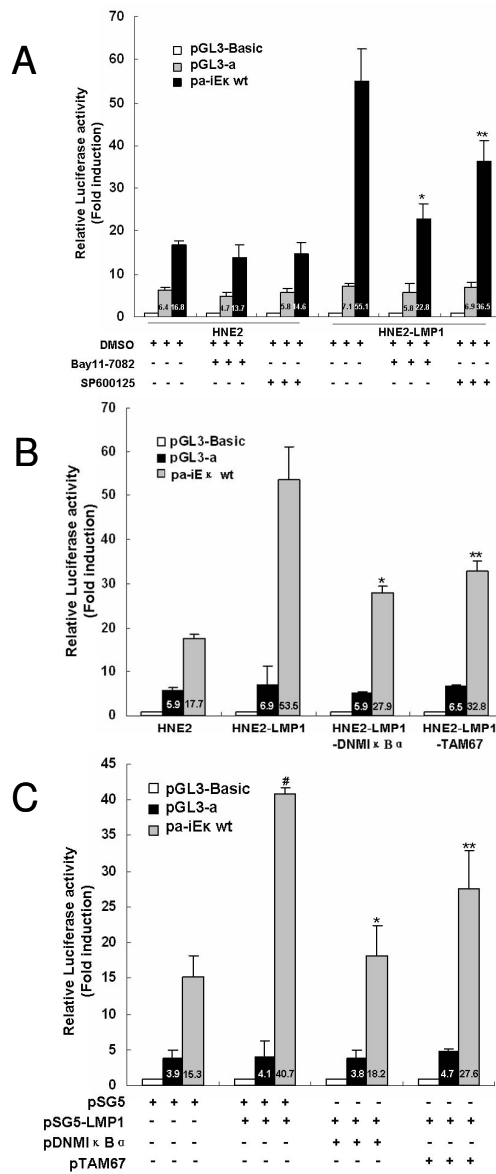 A
70
60
50
40
30
20
10
0
Relative Luciferase activity
(Fold induction)
pGL3-Basic
pGL3-a
pa-iEκ wt
* **
6.4 16.8 4.7 13.7 5.8 14.6 7.1 55.1 5.8 22.8 6.9 36.5
HNE2 HNE2-LMP1
DMSO + + + + + + + + + + + + + + + + + +
Bay11-7082 - - - + + + - - - - - - + + + - - -
SP600125 - - - - - - + + + - - - - - - + + +
B
70
60
50
40
30
20
10
0
Relative Luciferase activity
(Fold induction)
pGL3-Basic
pGL3-a
pa-iEκ wt
* **
5.9 17.7 6.9 53.5 5.9 27.9 6.5 32.8
HNE2 HNE2-LMP1 HNE2-LMP1 HNE2-LMP1
-DNMIκBα -TAM67
C
45
40
35
30
25
20
15
10
5
0
Relative Luciferase activity
(Fold induction)
pGL3-Basic
pGL3-a
pa-iEκ wt
# * **
3.9 15.3 4.1 40.7 3.8 18.2 4.7 27.6
pSG5 + + + + + + - - - - - -
pSG5-LMP1 - - - + + + + + + + + +
pDNMIκBα - - - - - - + + + - - -
pTAM67 - - - - - - - - - + + +